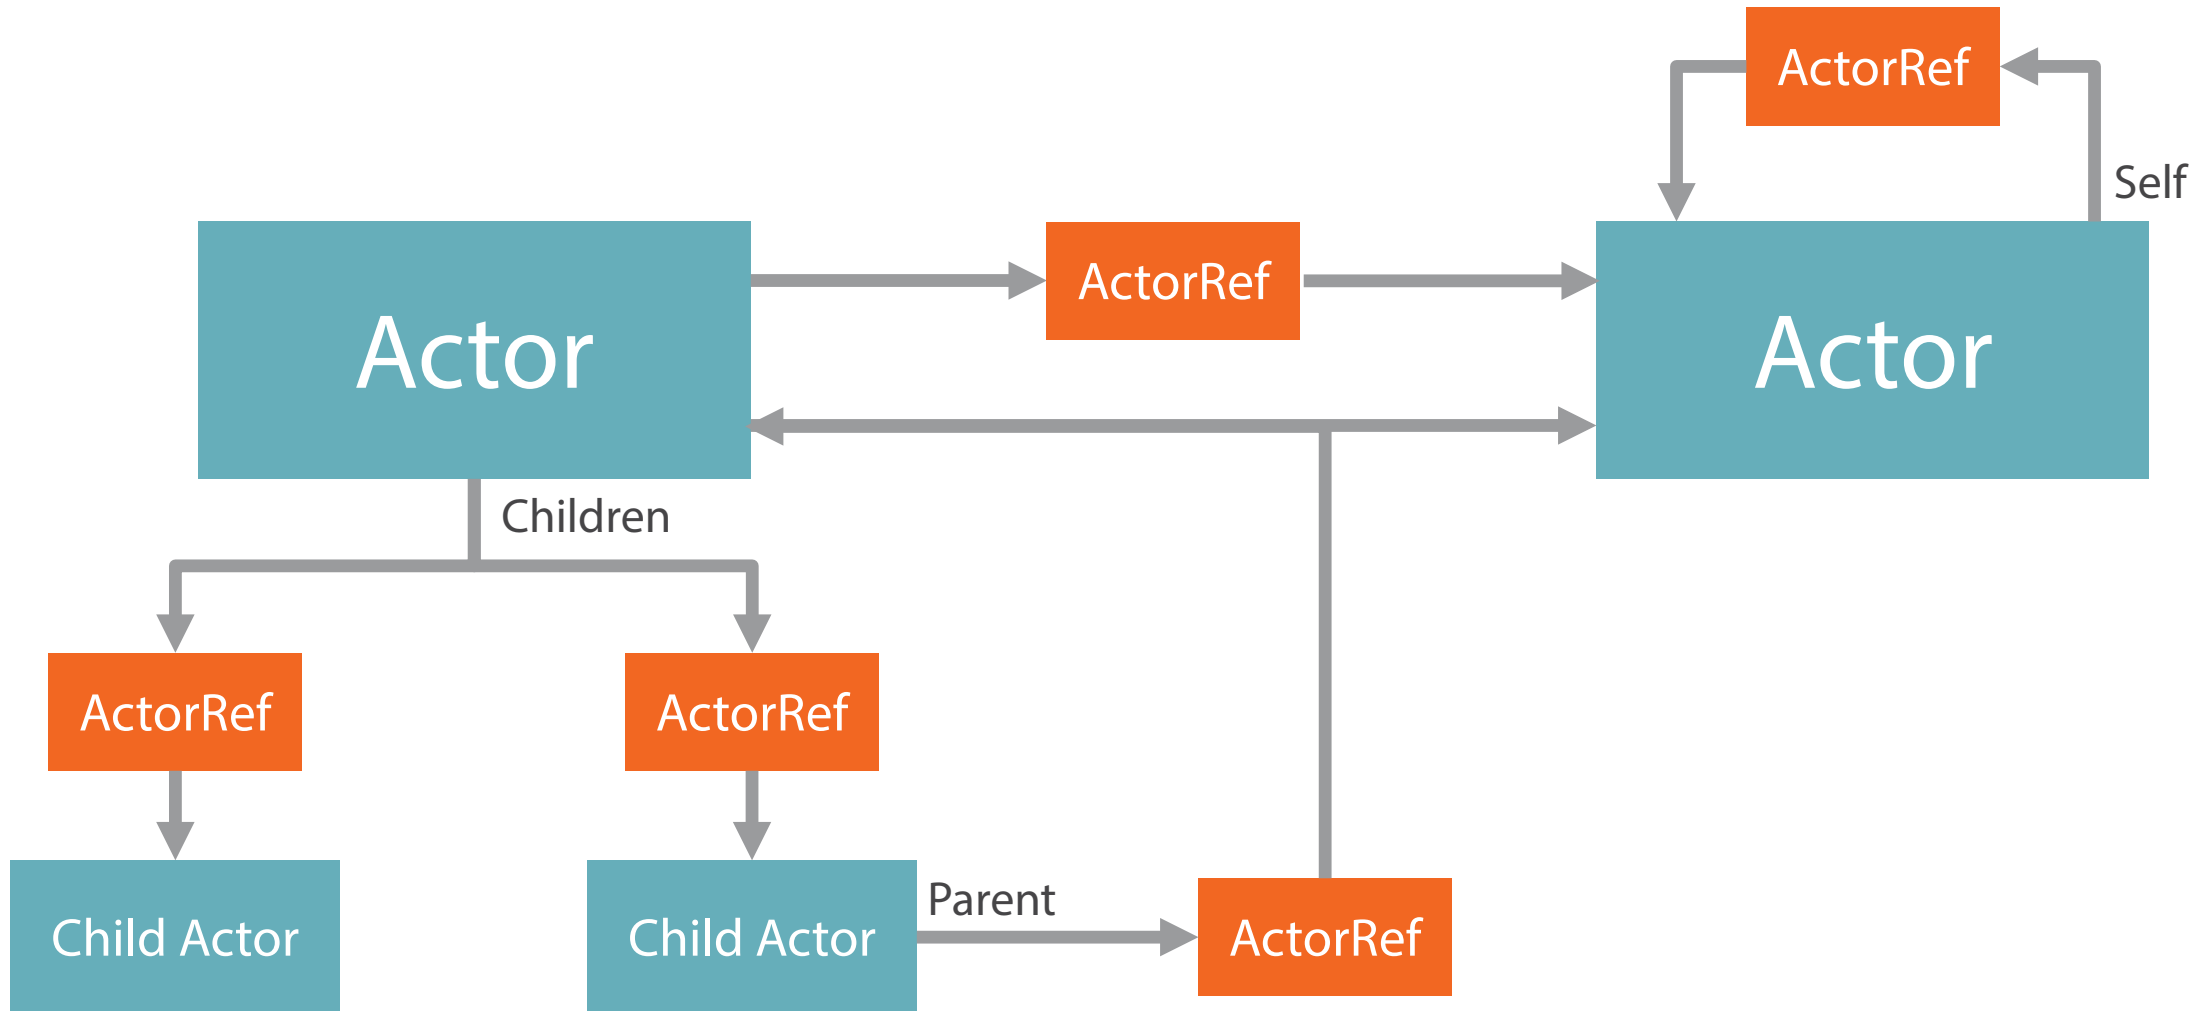 ActorRef
Self
Actor
ActorRef
Actor
Children
ActorRef
ActorRef
Child Actor
Child Actor
Parent
ActorRef